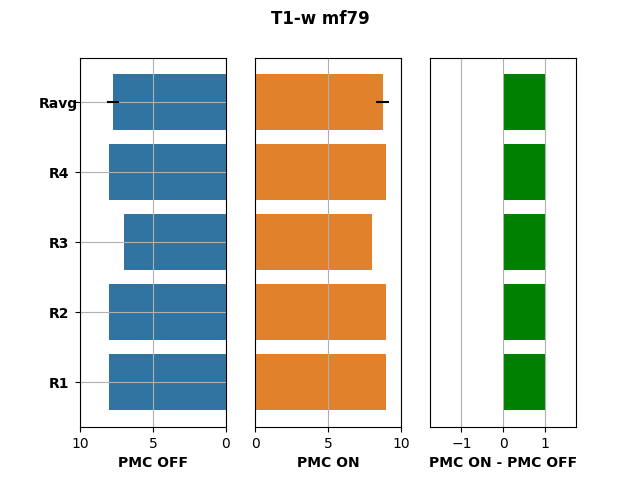 T1-w mf79
Ravg
R4
R3
R2
R1
10 5 0
0 5 10
−1 0 1
PMC OFF
PMC ON
PMC ON - PMC OFF